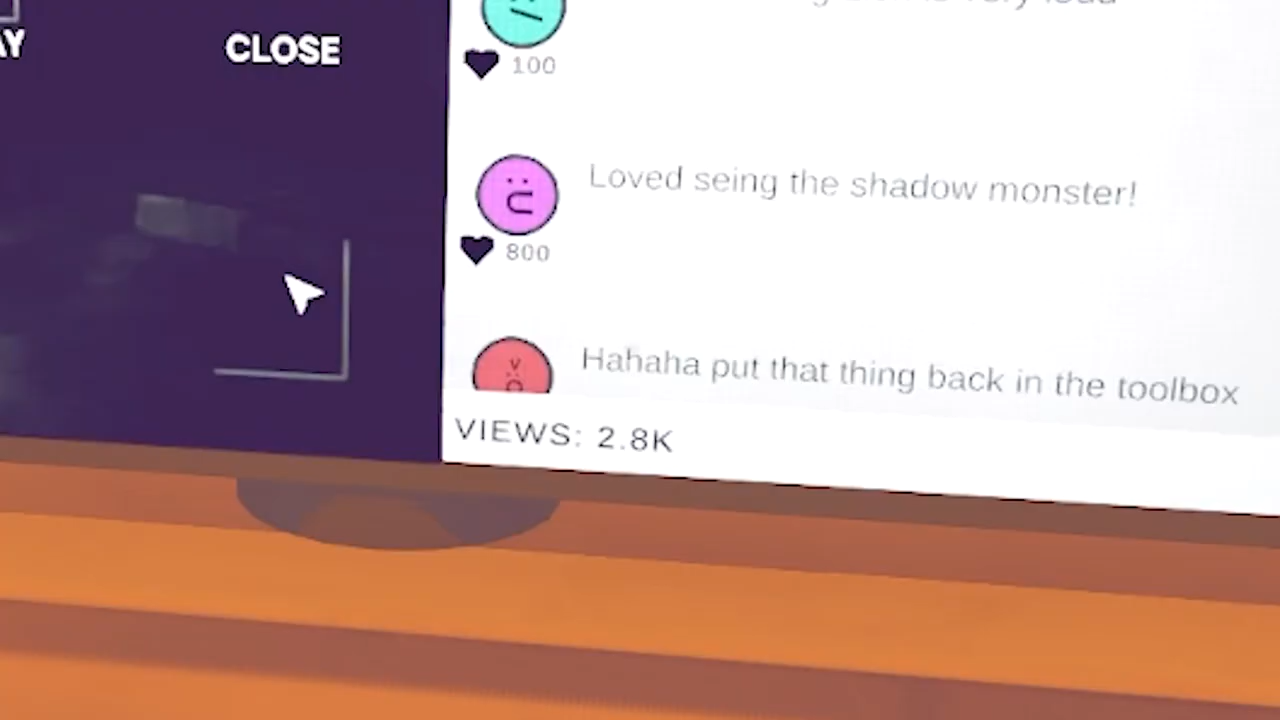 CLOSE
100
Loved seing the shadow monster!
800
Hahaha put that thing back in the toolbox
VIEWS: 2.8K